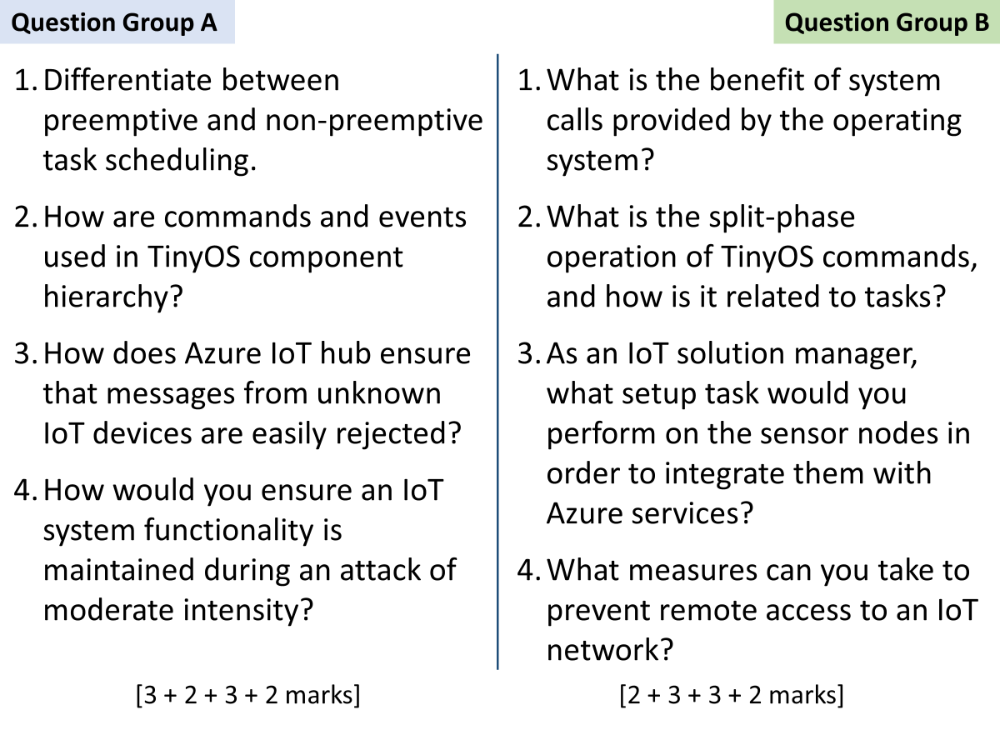 Question Group A
1. Differentiate between
preemptive and non-preemptive
task scheduling.
2. How are commands and events
used in TinyOS component
hierarchy?
3. How does Azure IoT hub ensure
that messages from unknown
IoT devices are easily rejected?
4. How would you ensure an IoT
system functionality is
maintained during an attack of
moderate intensity?
[3 + 2 + 3 + 2 marks]
Question Group B
1. What is the benefit of system
calls provided by the operating
system?
2. What is the split-phase
operation of TinyOS commands,
and how is it related to tasks?
3. As an IoT solution manager,
what setup task would you
perform on the sensor nodes in
order to integrate them with
Azure services?
4. What measures can you take to
prevent remote access to an IoT
network?
[2 + 3 + 3 + 2 marks]